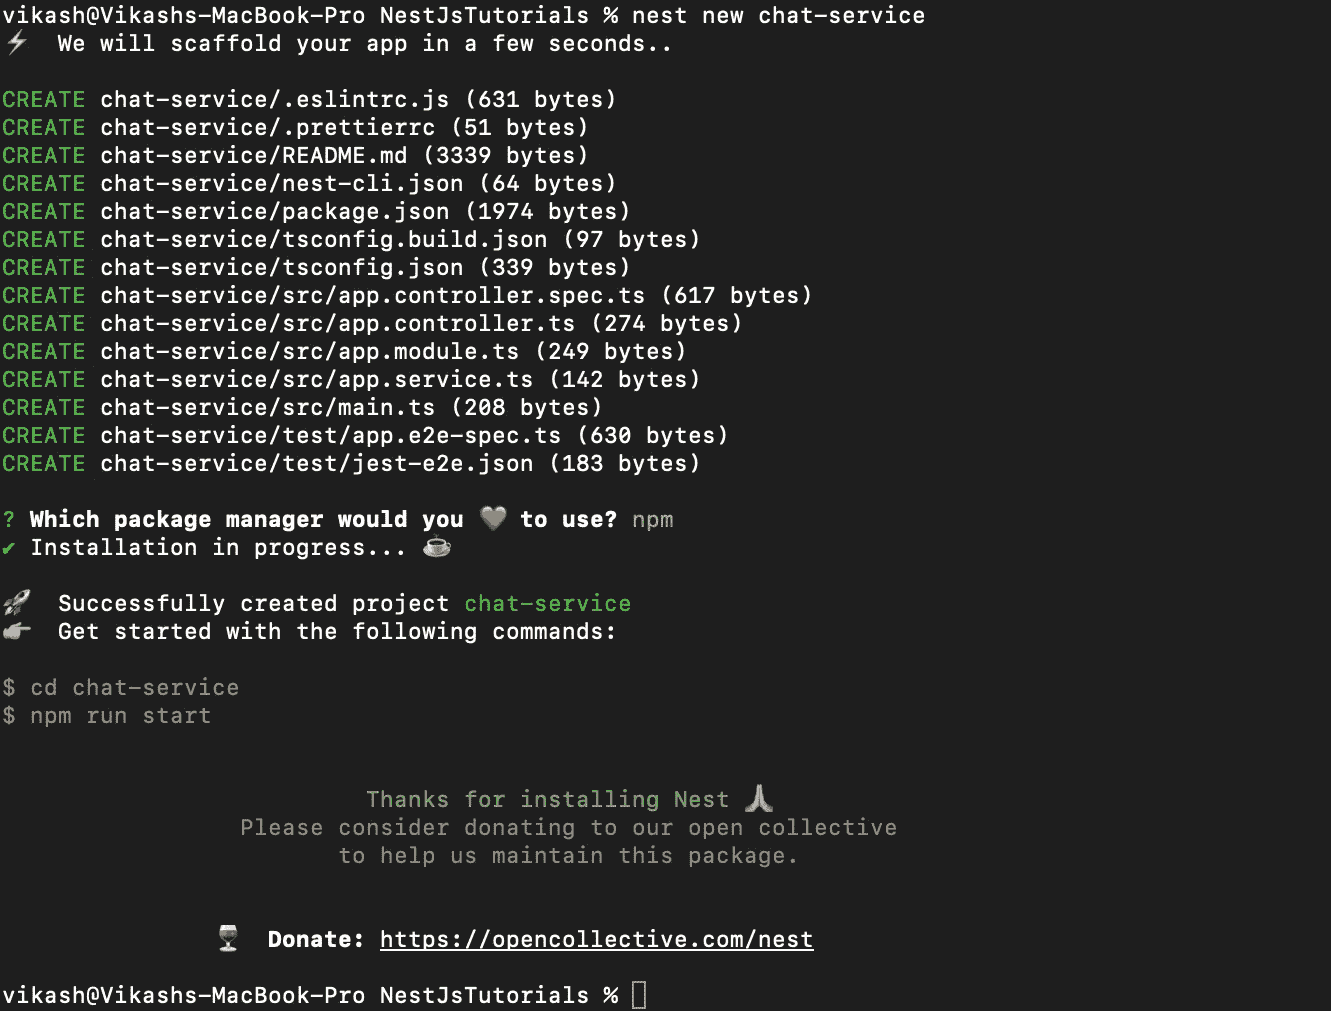 vikash@Vikashs-MacBook-Pro NestJsTutorials % nest new chat-service
⚡ We will scaffold your app in a few seconds..
CREATE chat-service/.eslintrc.js (631 bytes)
CREATE chat-service/.prettierrc (51 bytes)
CREATE chat-service/README.md (3339 bytes)
CREATE chat-service/nest-cli.json (64 bytes)
CREATE chat-service/package.json (1974 bytes)
CREATE chat-service/tsconfig.build.json (97 bytes)
CREATE chat-service/tsconfig.json (339 bytes)
CREATE chat-service/src/app.controller.spec.ts (617 bytes)
CREATE chat-service/src/app.controller.ts (274 bytes)
CREATE chat-service/src/app.module.ts (249 bytes)
CREATE chat-service/src/app.service.ts (142 bytes)
CREATE chat-service/src/main.ts (208 bytes)
CREATE chat-service/test/app.e2e-spec.ts (630 bytes)
CREATE chat-service/test/jest-e2e.json (183 bytes)
? Which package manager would you ❤️ to use? npm
✔ Installation in progress... ☕
🚀 Successfully created project chat-service
👉 Get started with the following commands:
$ cd chat-service
$ npm run start
Thanks for installing Nest 🙏
Please consider donating to our open collective
to help us maintain this package.
🍷 Donate: https://opencollective.com/nest
vikash@Vikashs-MacBook-Pro NestJsTutorials %